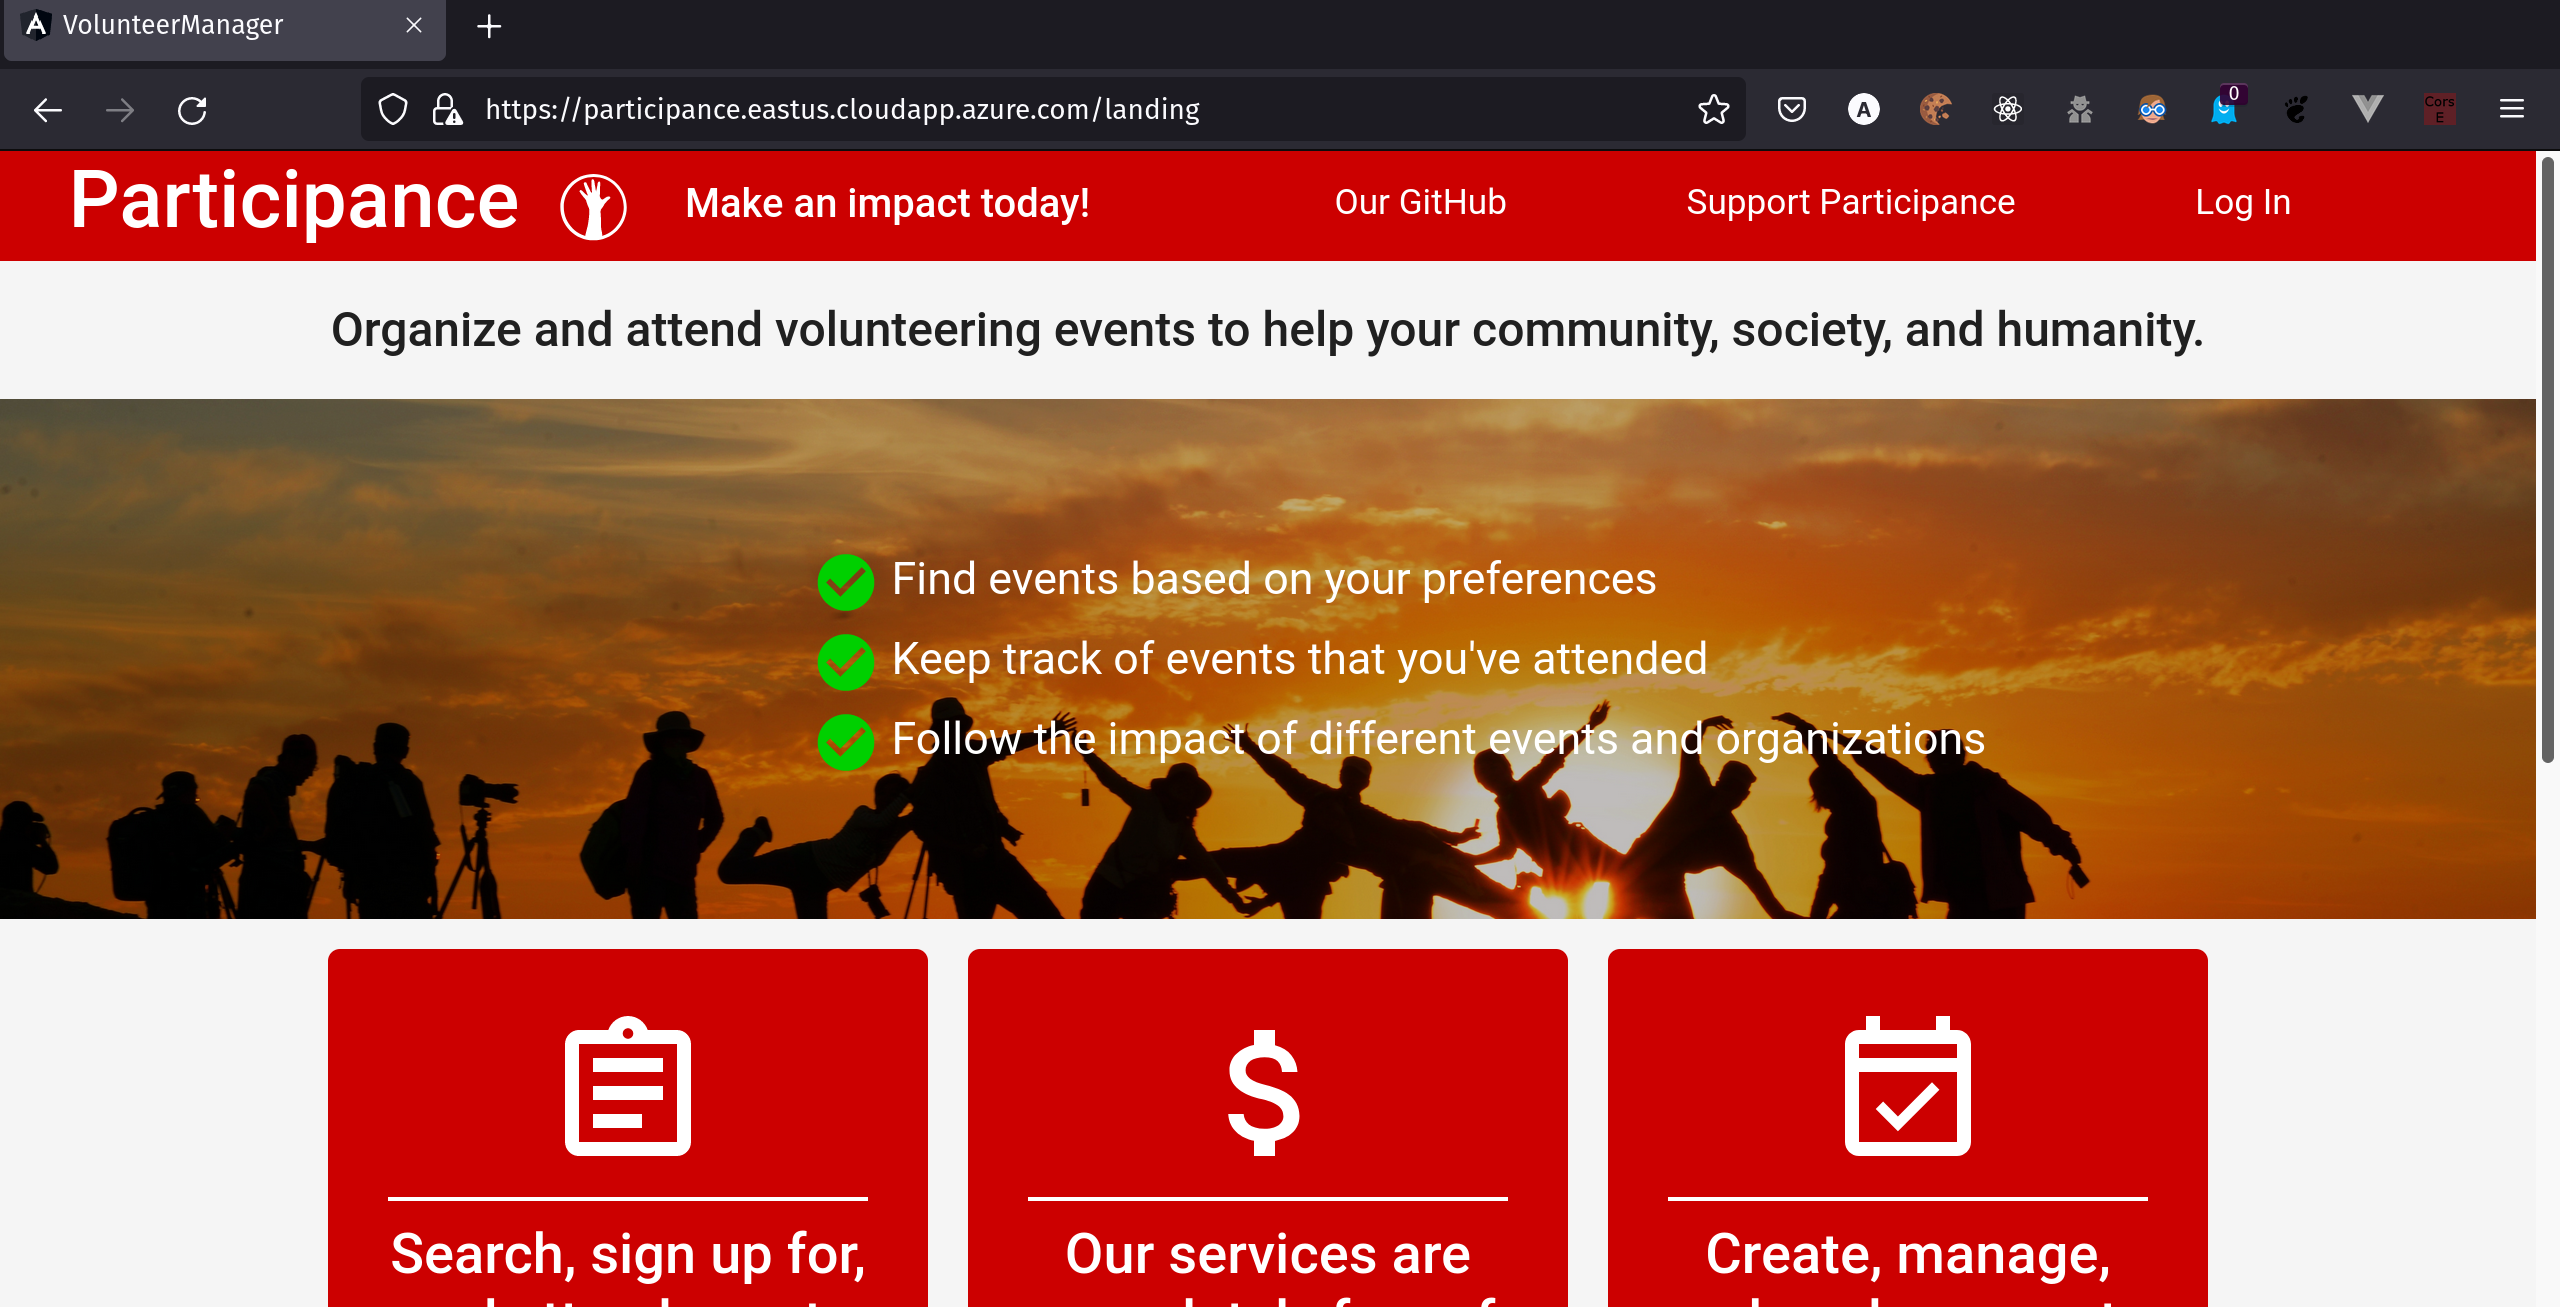 VolunteerManager
https://participance.eastus.cloudapp.azure.com/landing
A
0
Cors
E
Participance
Make an impact today!
Our GitHub
Support Participance
Log In
Organize and attend volunteering events to help your community, society, and humanity.
Find events based on your preferences
Keep track of events that you've attended
Follow the impact of different events and organizations
Search, sign up for,
Our services are
Create, manage,